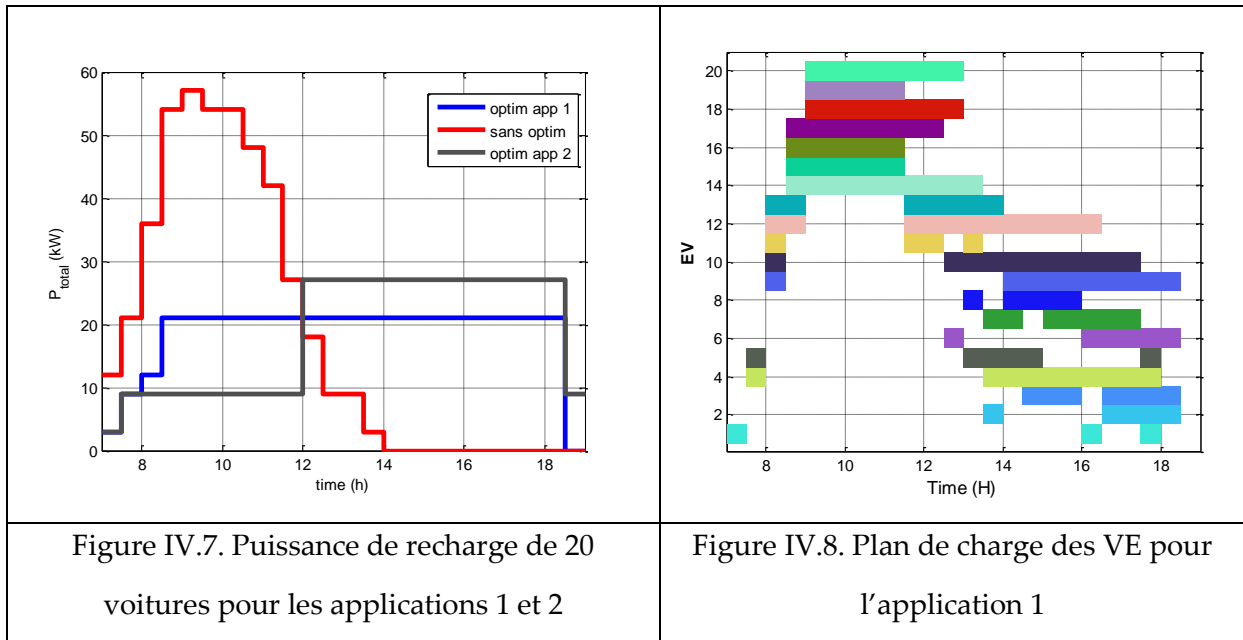 60
50
40
30
20
10
0
P_total (kW)
optim app 1
sans optim
optim app 2
8
10
12
14
16
18
time (h)
20
18
16
14
12
10
8
6
4
2
EV
8
10
12
14
16
18
Time (H)
Figure IV.7. Puissance de recharge de 20
voitures pour les applications 1 et 2
Figure IV.8. Plan de charge des VE pour
l’application 1